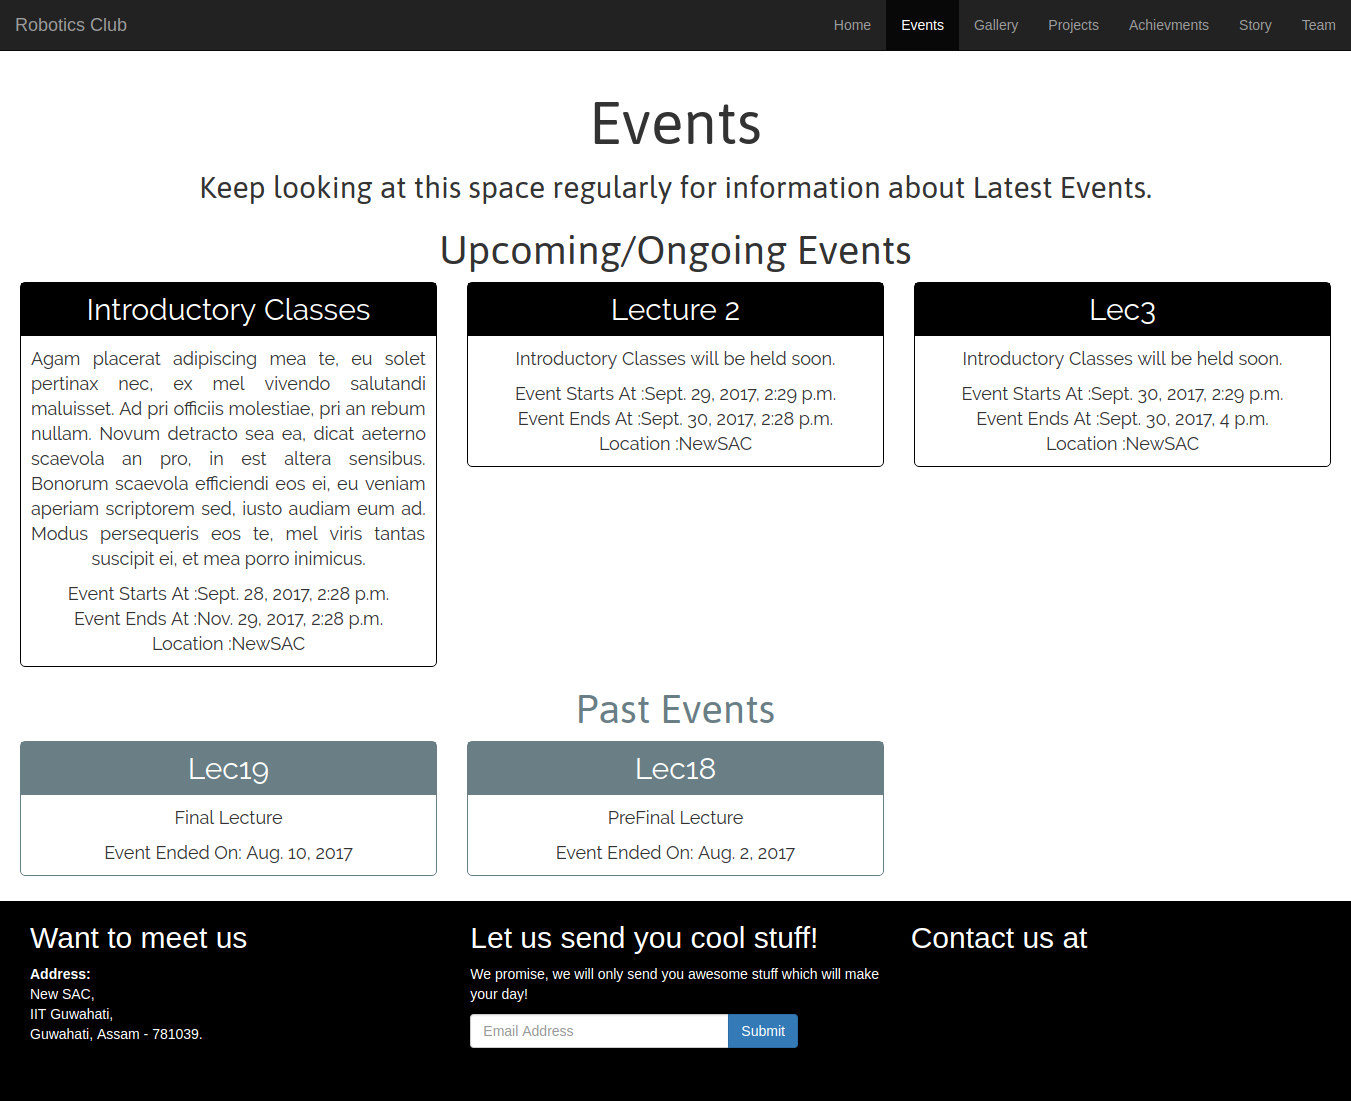 Robotics Club
Home
Events
Gallery
Projects
Achievments
Story
Team
Events
Keep looking at this space regularly for information about Latest Events.
Upcoming/Ongoing Events
Introductory Classes
Agam placerat adipiscing mea te, eu solet
pertinax nec, ex mel vivendo salutandi
maluisset. Ad pri officiis molestiae, pri an rebum
nullam. Novum detracto sea ea, dicat aeterno
scaevola an pro, in est altera sensibus.
Bonorum scaevola efficiendi eos ei, eu veniam
aperiam scriptorem sed, iusto audiam eum ad.
Modus persequeris eos te, mel viris tantas
suscipit ei, et mea porro inimicus.
Event Starts At :Sept. 28, 2017, 2:28 p.m.
Event Ends At :Nov. 29, 2017, 2:28 p.m.
Location :NewSAC
Lecture 2
Introductory Classes will be held soon.
Event Starts At :Sept. 29, 2017, 2:29 p.m.
Event Ends At :Sept. 30, 2017, 2:28 p.m.
Location :NewSAC
Lec3
Introductory Classes will be held soon.
Event Starts At :Sept. 30, 2017, 2:29 p.m.
Event Ends At :Sept. 30, 2017, 4 p.m.
Location :NewSAC
Past Events
Lec19
Final Lecture
Event Ended On: Aug. 10, 2017
Lec18
PreFinal Lecture
Event Ended On: Aug. 2, 2017
Want to meet us
Address:
New SAC,
IIT Guwahati,
Guwahati, Assam - 781039.
Let us send you cool stuff!
We promise, we will only send you awesome stuff which will make
your day!
Email Address
Submit
Contact us at